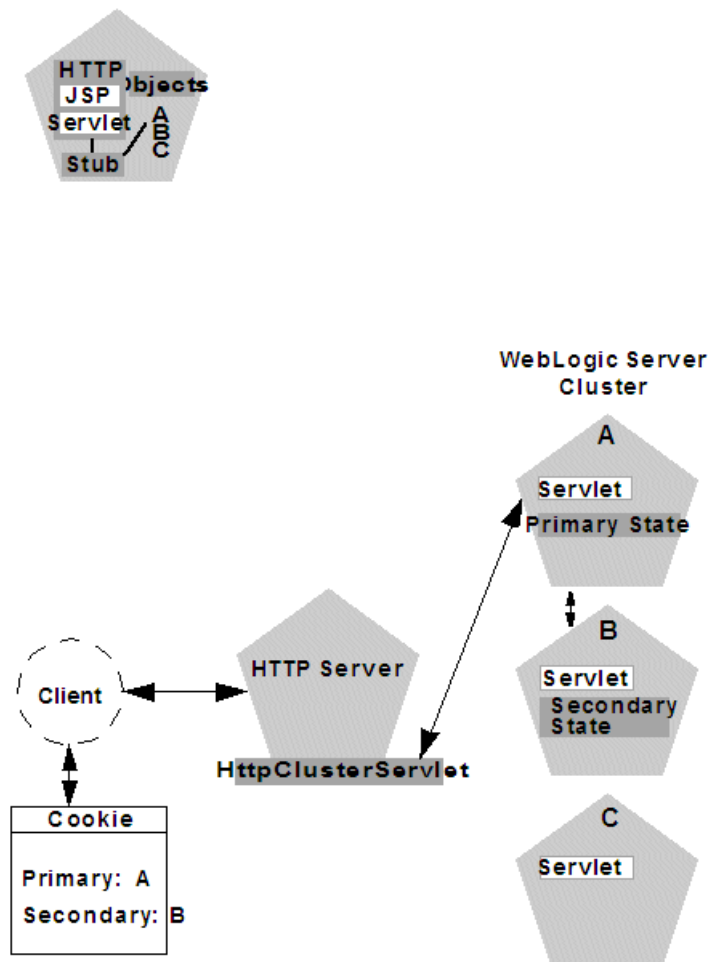 HTTP
Objects
JSP
Servlet
A
B
C
Stub
WebLogic Server
Cluster
A
Servlet
Primary State
B
Servlet
Secondary
State
HTTP Server
Client
HttpClusterServlet
Cookie
Primary: A
Secondary: B
C
Servlet